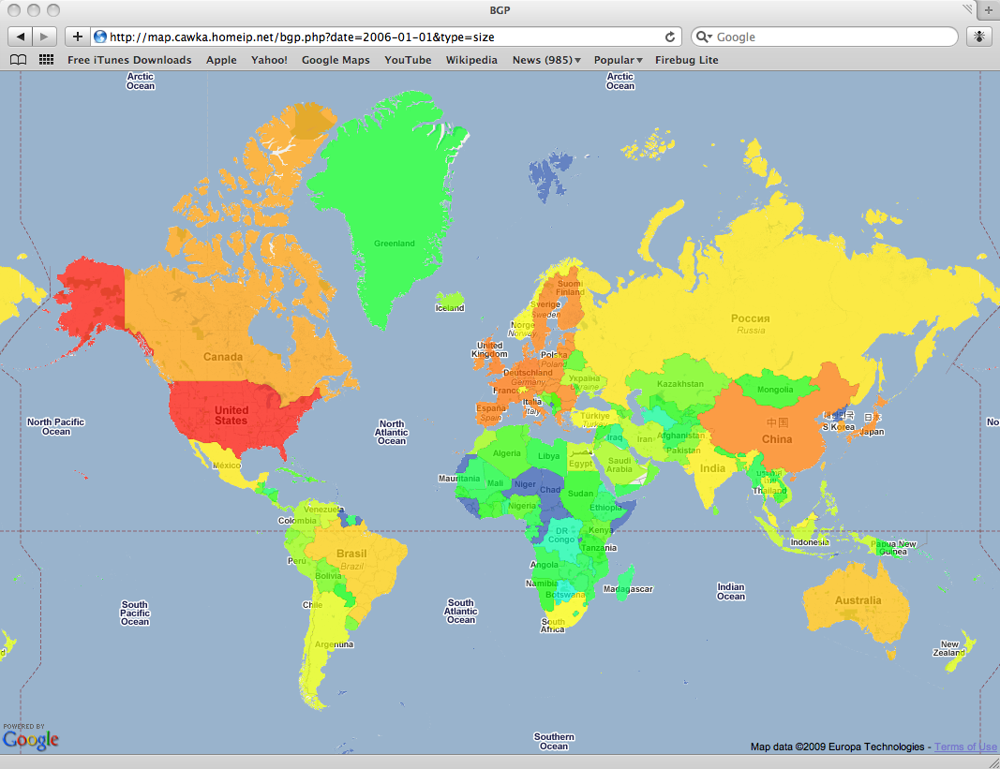 BGP
http://map.cawka.homeip.net/bgp.php?date=2006-01-01&type=size
Google
Free iTunes Downloads
Apple
Yahoo!
Google Maps
YouTube
Wikipedia
News (985)
Popular
Firebug Lite
Arctic
Ocean
Arctic
Ocean
Greenland
Iceland
Suomi
Finland
Sverige
Sweden
Norge
Norway
Россия
Russia
Canada
United
Kingdom
Polska
Poland
Deutschland
Germany
Україна
Ukraine
France
Italia
Italy
España
Spain
Kazakhstan
Mongolia
United
States
North Pacific
Ocean
North
Atlantic
Ocean
Türkiye
Turkey
中国
China
S Korea
日本
Japan
No
Iraq
Iran
Afghanistan
Pakistan
Algeria
Libya
Egypt
Saudi
Arabia
India
México
Mauritania
Mali
Niger
Chad
Sudan
Thailand
Nigeria
Ethiopia
Venezuela
Colombia
DR
Congo
Kenya
Tanzania
Indonesia
Papua New
Guinea
Brasil
Brazil
Perú
Bolivia
Angola
Namibia
Botswana
Madagascar
Indian
Ocean
Australia
South
Pacific
Ocean
Chile
South
Atlantic
Ocean
South
Africa
Argentina
New
Zealand
d
Southern
Ocean
POWERED BY
Google
Map data ©2009 Europa Technologies - Terms of Use